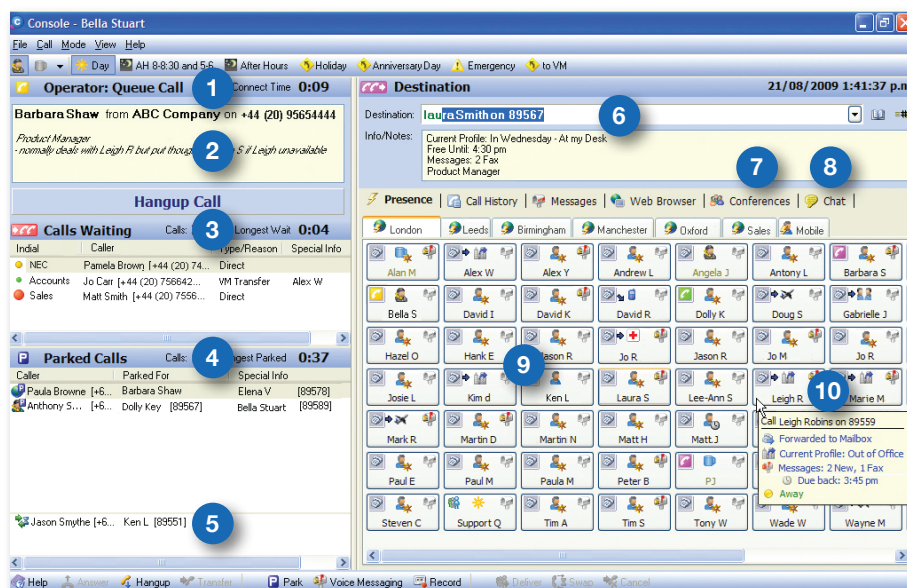 Console - Bella Stuart
File Call Mode View Help
Day AH 8-8:30 and 5-6 After Hours Holiday Anniversary Day Emergency to VM
Operator: Queue Call 1 Connect Time 0:09
Barbara Shaw from ABC Company on +44 (20) 95654444
Product Manager
- normally deals with Leigh R but put 2 S if Leigh unavailable
Hangup Call
Calls Waiting Calls: 3 Longest Wait 0:04
Indial Caller Type/Reason Special Info
NEC Pamela Brown [+44 (20) 74... Direct
Accounts Jo Carr [+44 (20) 756642... VM Transfer Alex W
Sales Matt Smith [+44 (20) 7556... Direct
Parked Calls Calls: 4 Parked 0:37
Caller Parked For Special Info
Paula Browne [+6... Barbara Shaw Elena V [89578]
Anthony S... [+6... Dolly Key [89567] Bella Stuart [89589]
Jason Smythe [+6... Ken L [89551] 5
Destination 21/08/2009 1:41:37 p.m
Destination: lauraSmith on 89567 6
Info/Notes: Current Profile: In Wednesday - At my Desk
Free Until: 4:30 pm
Messages: 2 Fax
Product Manager
7 8
Presence Call History Messages Web Browser Conferences Chat
London Leeds Birmingham Manchester Oxford Sales Mobile
Alan M Alex W Alex Y Andrew L Angela J Antony L Barbara S
Bella S David I David K David R Dolly K Doug S Gabrielle J
Hazel O Hank E Jason R Jo R Jason R Jo M Jo R
9
Josie L Kim d Ken L Laura S Lee-Ann S Leigh R Marie M
10
Mark R Martin D Martin N Matt H Matt.J
Paul E Paul M Paula M Peter B PJ
Steven C Support Q Tim A Tim S Tony W Wade W Wayne M
Call Leigh Robins on 89559
Forwarded to Mailbox
Current Profile: Out of Office
Messages: 2 New, 1 Fax
Due back: 3:45 pm
Away
Help Answer Hangup Transfer Park Voice Messaging Record Deliver Swap Cancel